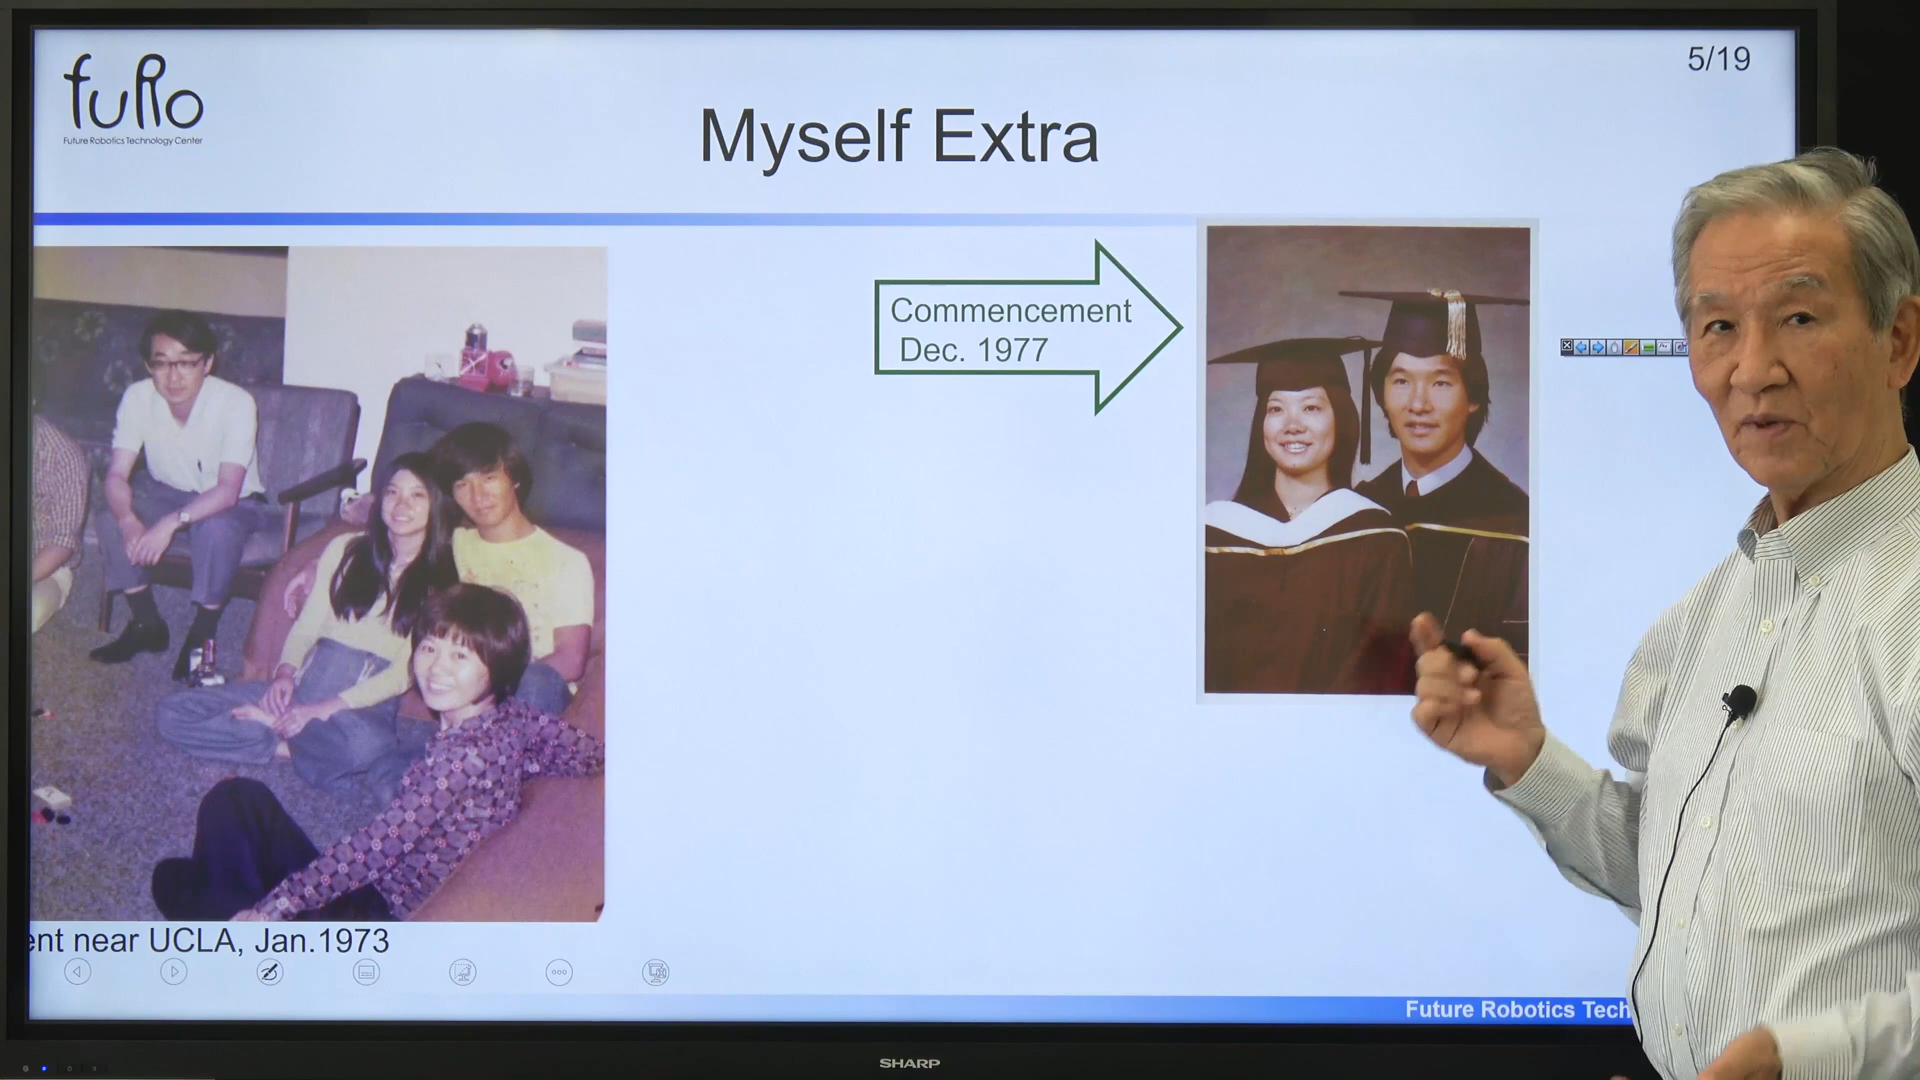 fuRo
Future Robotics Technology Center
5/19
Myself Extra
Commencement
Dec. 1977
ent near UCLA, Jan.1973
Future Robotics Tech
SHARP